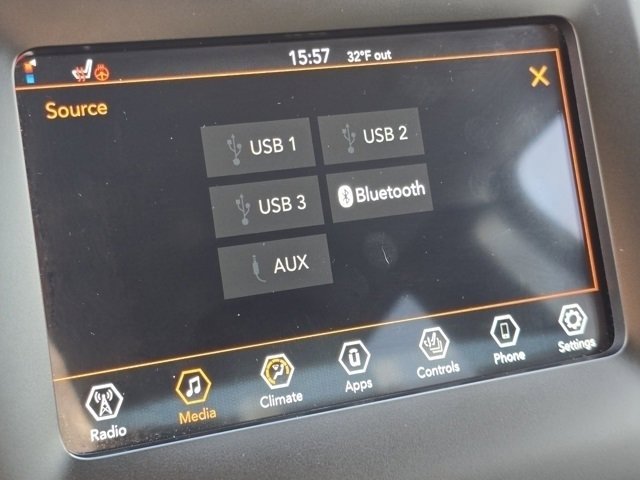 15:57 32°F out
Source
USB 1 USB 2
USB 3 Bluetooth
AUX
Radio Media Climate Apps Controls Phone Settings